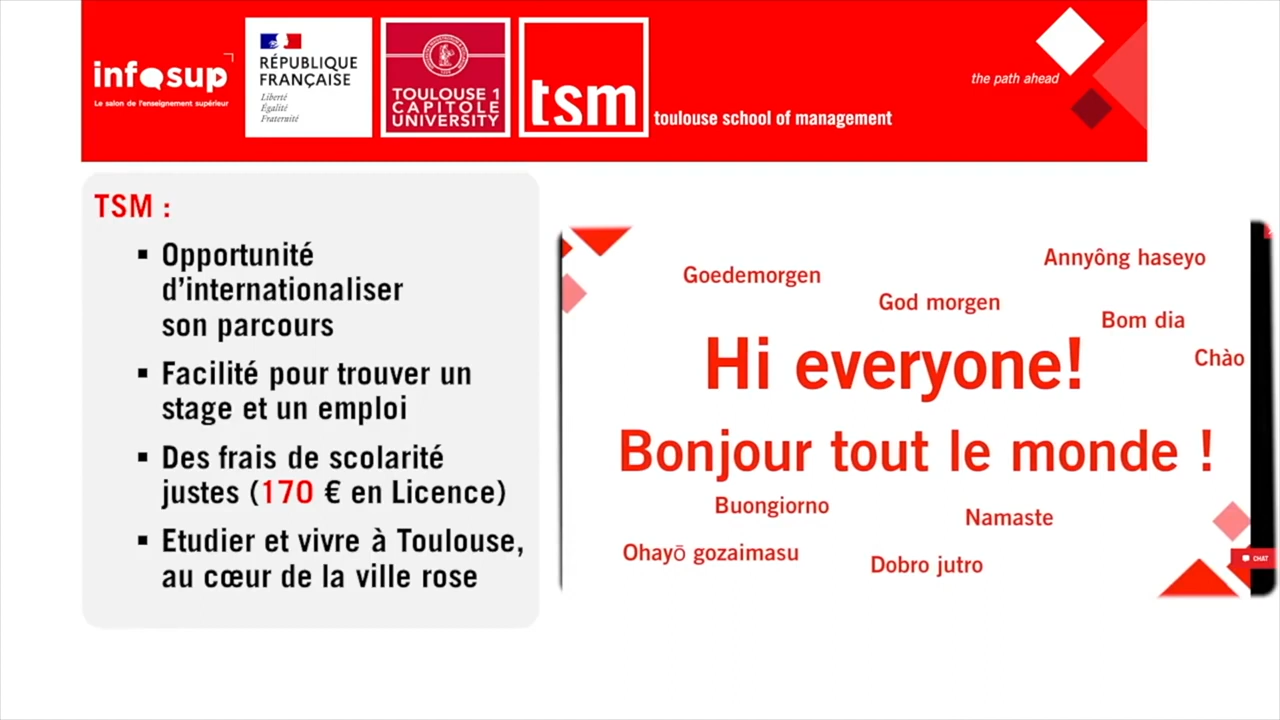 infosup
Le salon de l'enseignement supérieur
RÉPUBLIQUE
FRANÇAISE
Liberté
Égalité
Fraternité
TOULOUSE 1
CAPITOLE
UNIVERSITY
tsm
toulouse school of management
the path ahead
TSM :
▪ Opportunité
d'internationaliser
son parcours
▪ Facilité pour trouver un
stage et un emploi
▪ Des frais de scolarité
justes (170 € en Licence)
▪ Etudier et vivre à Toulouse,
au cœur de la ville rose
Annyông haseyo
Goedemorgen
God morgen
Bom dia
Chào
Hi everyone!
Bonjour tout le monde !
Buongiorno
Namaste
Ohayō gozaimasu
Dobro jutro
CHAT